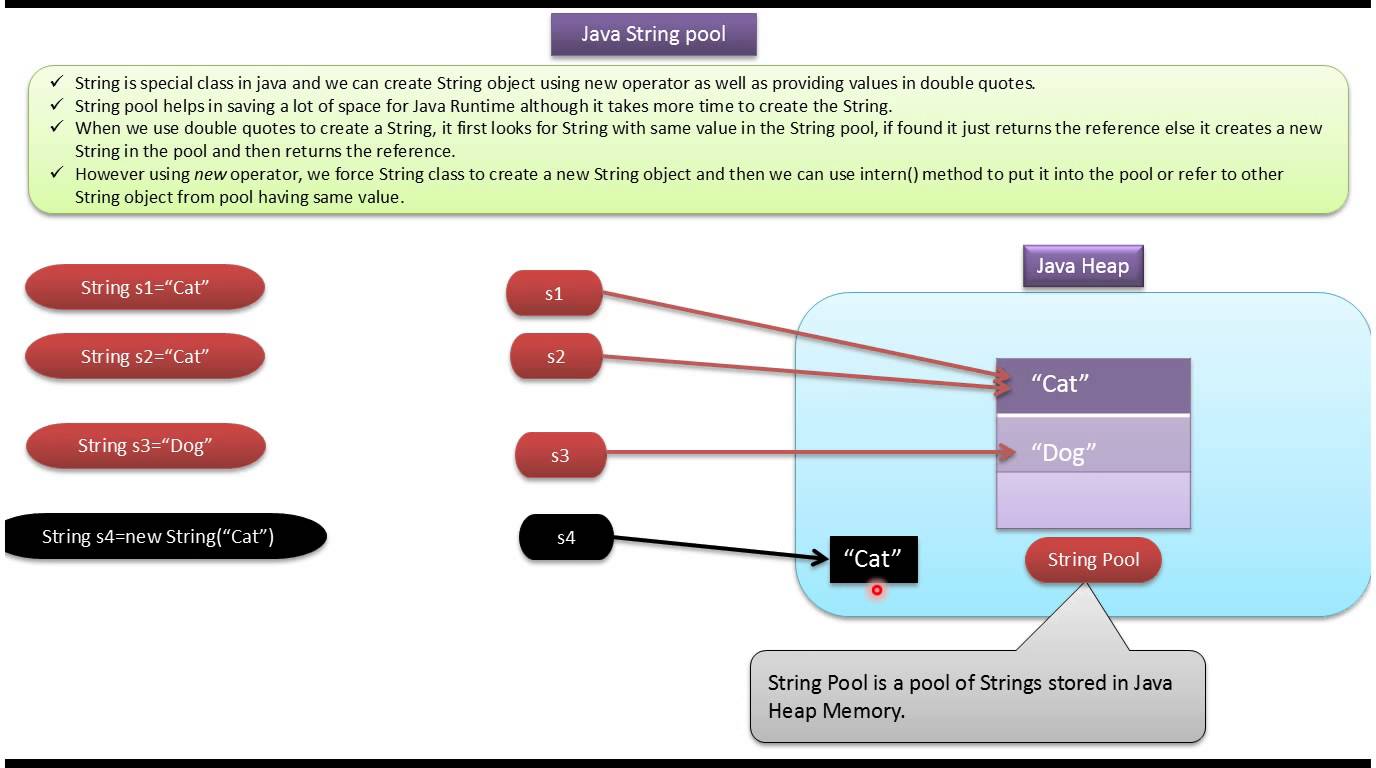 Java String pool
✓ String is special class in java and we can create String object using new operator as well as providing values in double quotes.
✓ String pool helps in saving a lot of space for Java Runtime although it takes more time to create the String.
✓ When we use double quotes to create a String, it first looks for String with same value in the String pool, if found it just returns the reference else it creates a new
String in the pool and then returns the reference.
✓ However using new operator, we force String class to create a new String object and then we can use intern() method to put it into the pool or refer to other
String object from pool having same value.
Java Heap
String s1=“Cat”
s1
String s2=“Cat”
s2
“Cat”
String s3=“Dog”
s3
“Dog”
String s4=new String(“Cat”)
s4
“Cat”
String Pool
String Pool is a pool of Strings stored in Java
Heap Memory.